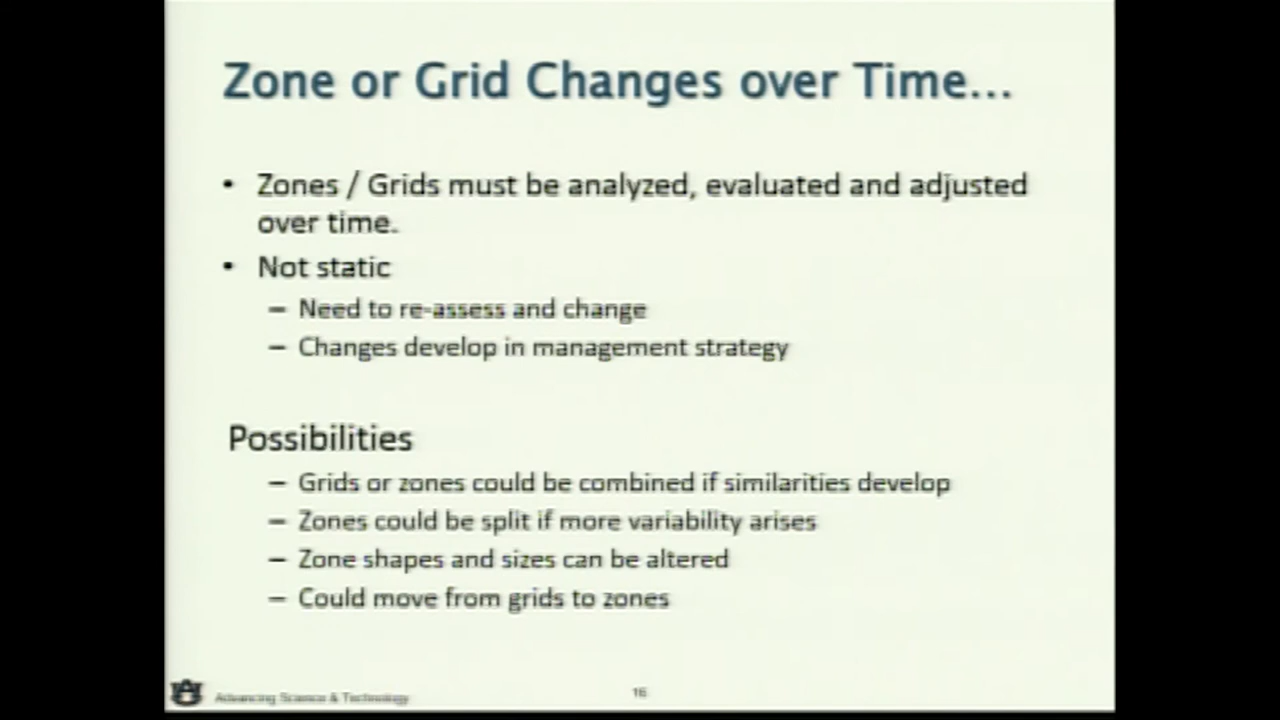 Zone or Grid Changes over Time...
• Zones / Grids must be analyzed, evaluated and adjusted
over time.
• Not static
– Need to re-assess and change
– Changes develop in management strategy
Possibilities
– Grids or zones could be combined if similarities develop
– Zones could be split if more variability arises
– Zone shapes and sizes can be altered
– Could move from grids to zones
Advancing Science & Technology
16